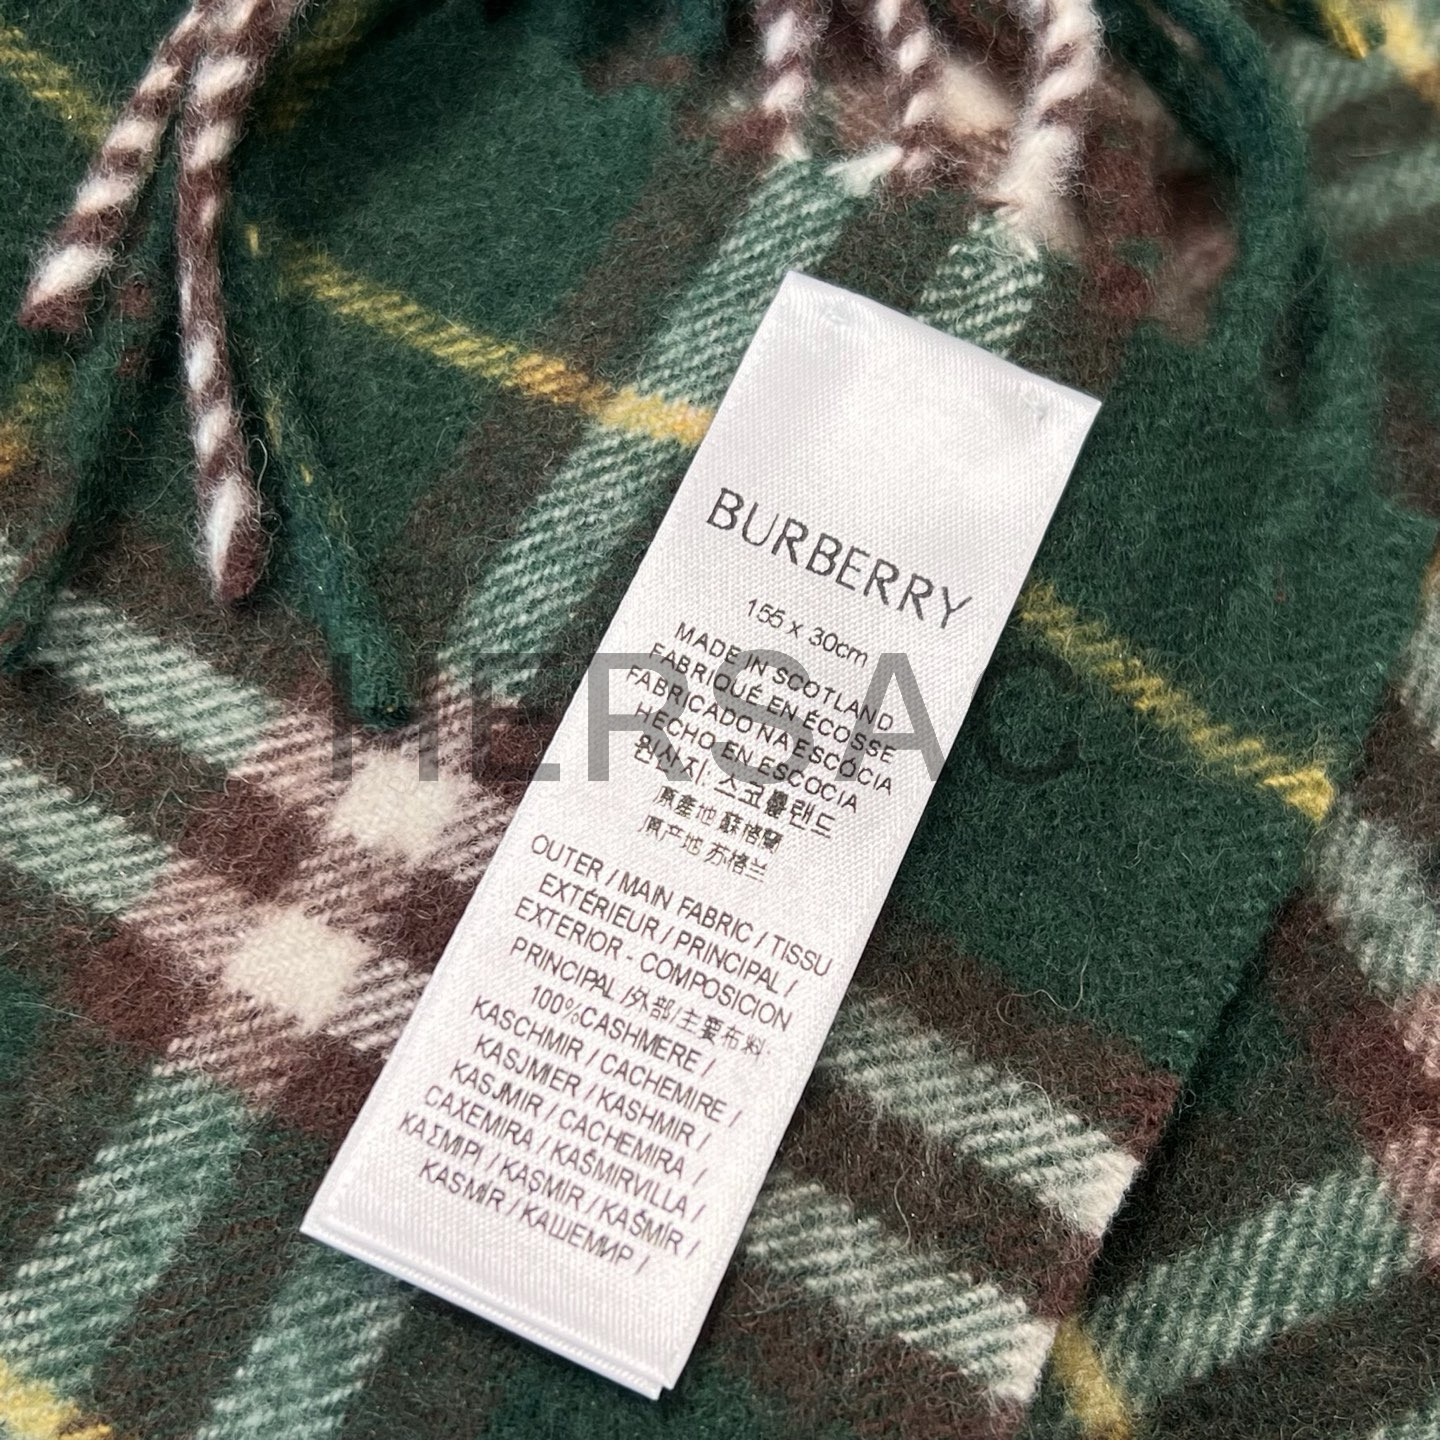 BURBERRY
155 x 30cm
MADE IN SCOTLAND
FABRIQUÉ EN ÉCOSSE
FABRICADO NA ESCÓCIA
HECHO EN ESCOCIA
원산지: 스코틀랜드
原產地 蘇格蘭
原产地 苏格兰
OUTER / MAIN FABRIC / TISSU
EXTÉRIEUR / PRINCIPAL /
EXTERIOR - COMPOSICION
PRINCIPAL /外部/主要布料:
100%CASHMERE /
KASCHMIR / CACHEMIRE /
KASJMIER / KASHMIR /
KASJMIR / CACHEMIRA /
CAXEMIRA / KAŠMIRVILLA /
ΚΑΣΜΙΡΙ / KAŞMIR / KAŠMÍR /
KAŠMÍR / КАШЕМИР /
HERSAC